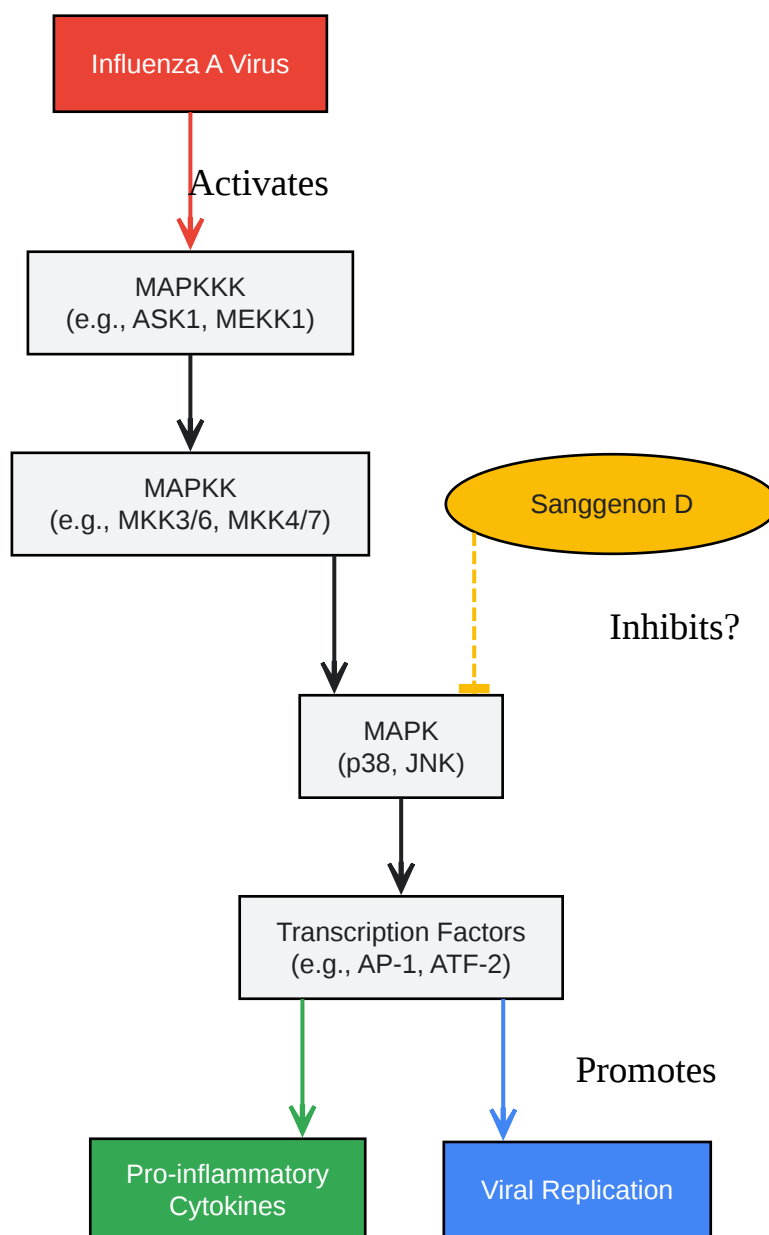 Influenza A Virus
Activates
MAPKKK
(e.g., ASK1, MEKK1)
MAPKK
(e.g., MKK3/6, MKK4/7)
Sanggenon D
Inhibits?
MAPK
(p38, JNK)
Transcription Factors
(e.g., AP-1, ATF-2)
Promotes
Pro-inflammatory
Cytokines
Viral Replication